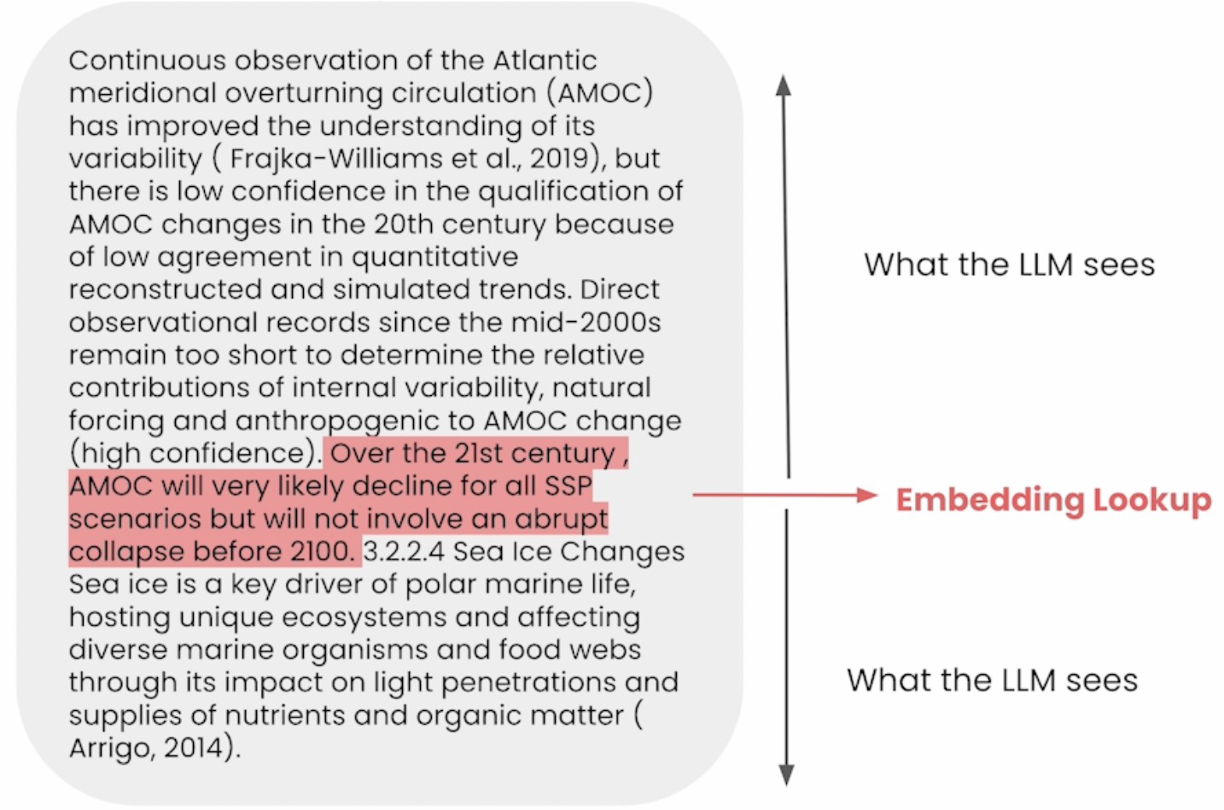 Continuous observation of the Atlantic
meridional overturning circulation (AMOC)
has improved the understanding of its
variability ( Frajka-Williams et al., 2019), but
there is low confidence in the qualification of
AMOC changes in the 20th century because
of low agreement in quantitative
reconstructed and simulated trends. Direct
observational records since the mid-2000s
remain too short to determine the relative
contributions of internal variability, natural
forcing and anthropogenic to AMOC change
(high confidence). Over the 21st century ,
AMOC will very likely decline for all SSP
scenarios but will not involve an abrupt
collapse before 2100. 3.2.2.4 Sea Ice Changes
Sea ice is a key driver of polar marine life,
hosting unique ecosystems and affecting
diverse marine organisms and food webs
through its impact on light penetrations and
supplies of nutrients and organic matter (
Arrigo, 2014).
What the LLM sees
Embedding Lookup
What the LLM sees